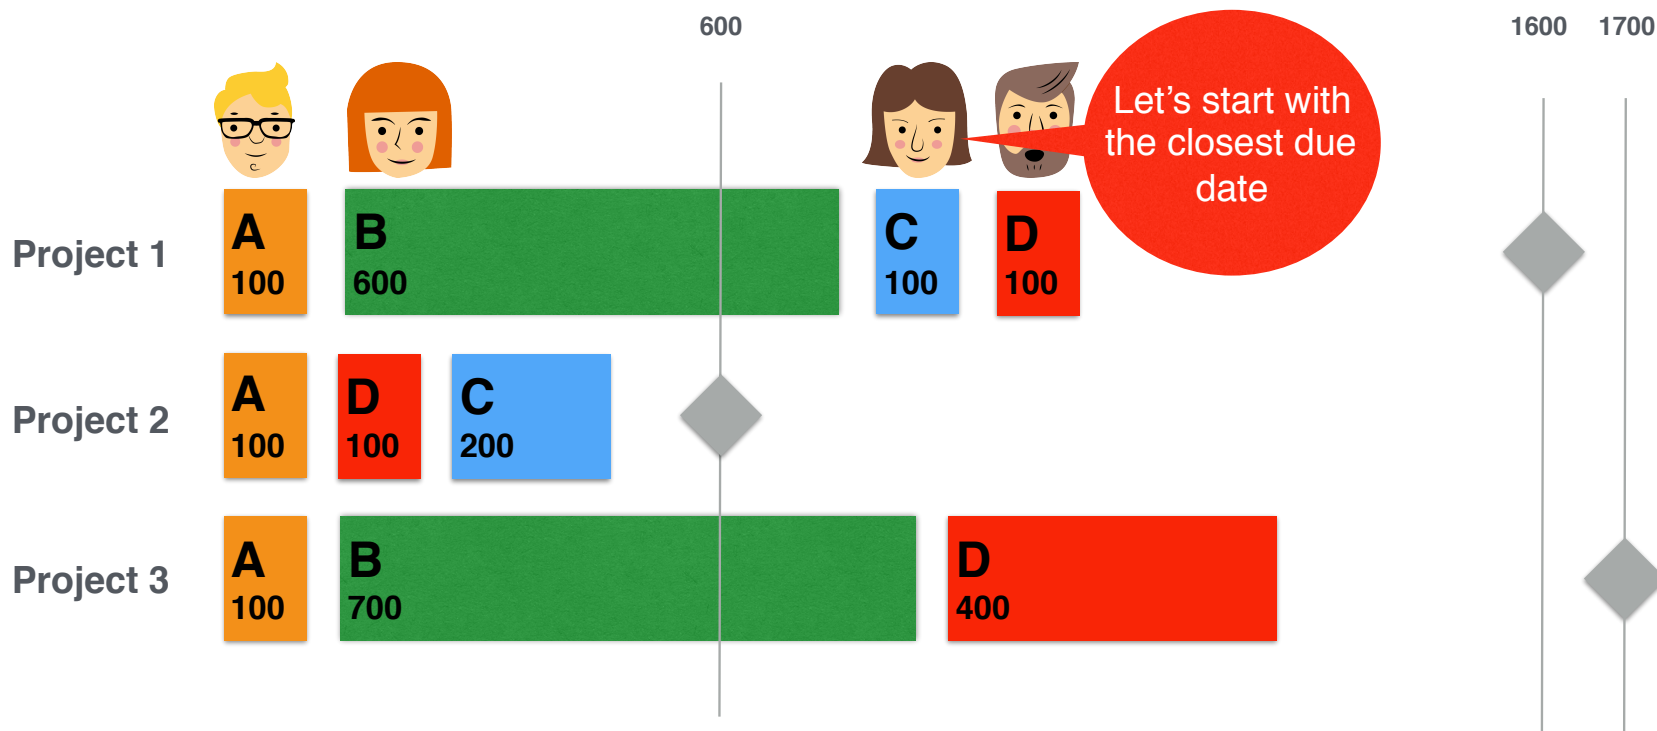 600
1600 1700
Let’s start with
the closest due
date
Project 1
A
100
B
600
C
100
D
100
Project 2
A
100
D
100
C
200
Project 3
A
100
B
700
D
400